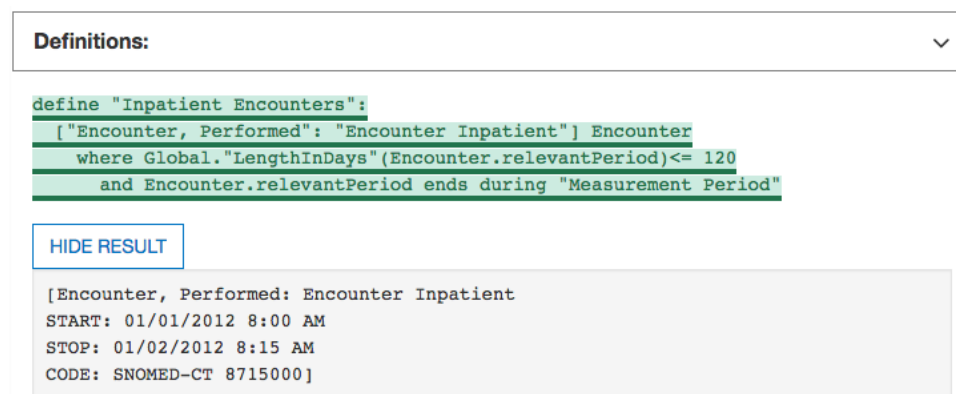 Definitions:
define "Inpatient Encounters":
["Encounter, Performed": "Encounter Inpatient"] Encounter
where Global."LengthInDays"(Encounter.relevantPeriod)<= 120
and Encounter.relevantPeriod ends during "Measurement Period"
HIDE RESULT
[Encounter, Performed: Encounter Inpatient
START: 01/01/2012 8:00 AM
STOP: 01/02/2012 8:15 AM
CODE: SNOMED-CT 8715000]